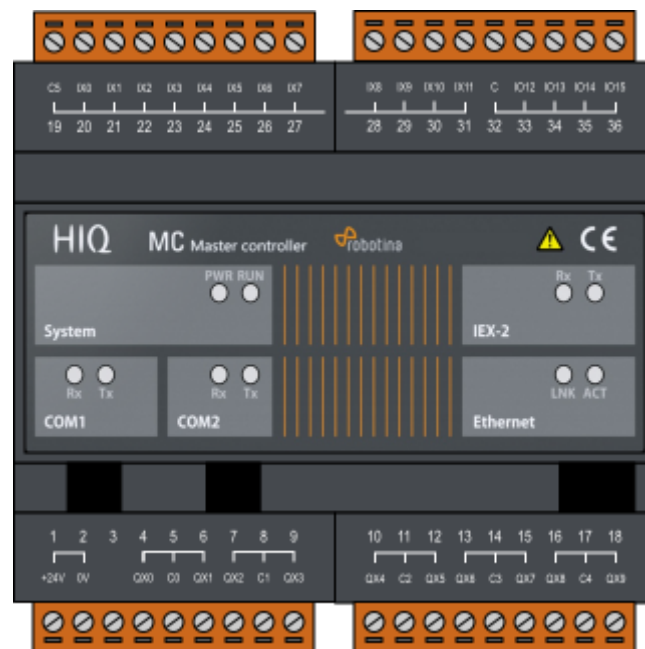 CS IX0 IX1 IX2 IX3 IX4 IX5 IX6 IX7
19 20 21 22 23 24 25 26 27
IX8 IX9 IX10 IX11 C IO12 IO13 IO14 IO15
28 29 30 31 32 33 34 35 36
HIQ MC Master controller robotina CE
PWR RUN
System
Rx Tx
IEX-2
Rx Tx
COM1
Rx Tx
COM2
LNK ACT
Ethernet
1 2 3 4 5 6 7 8 9
+24V 0V QX0 C0 QX1 QX2 C1 QX3
10 11 12 13 14 15 16 17 18
QX4 C2 QX5 QX6 C3 QX7 QX8 C4 QX9